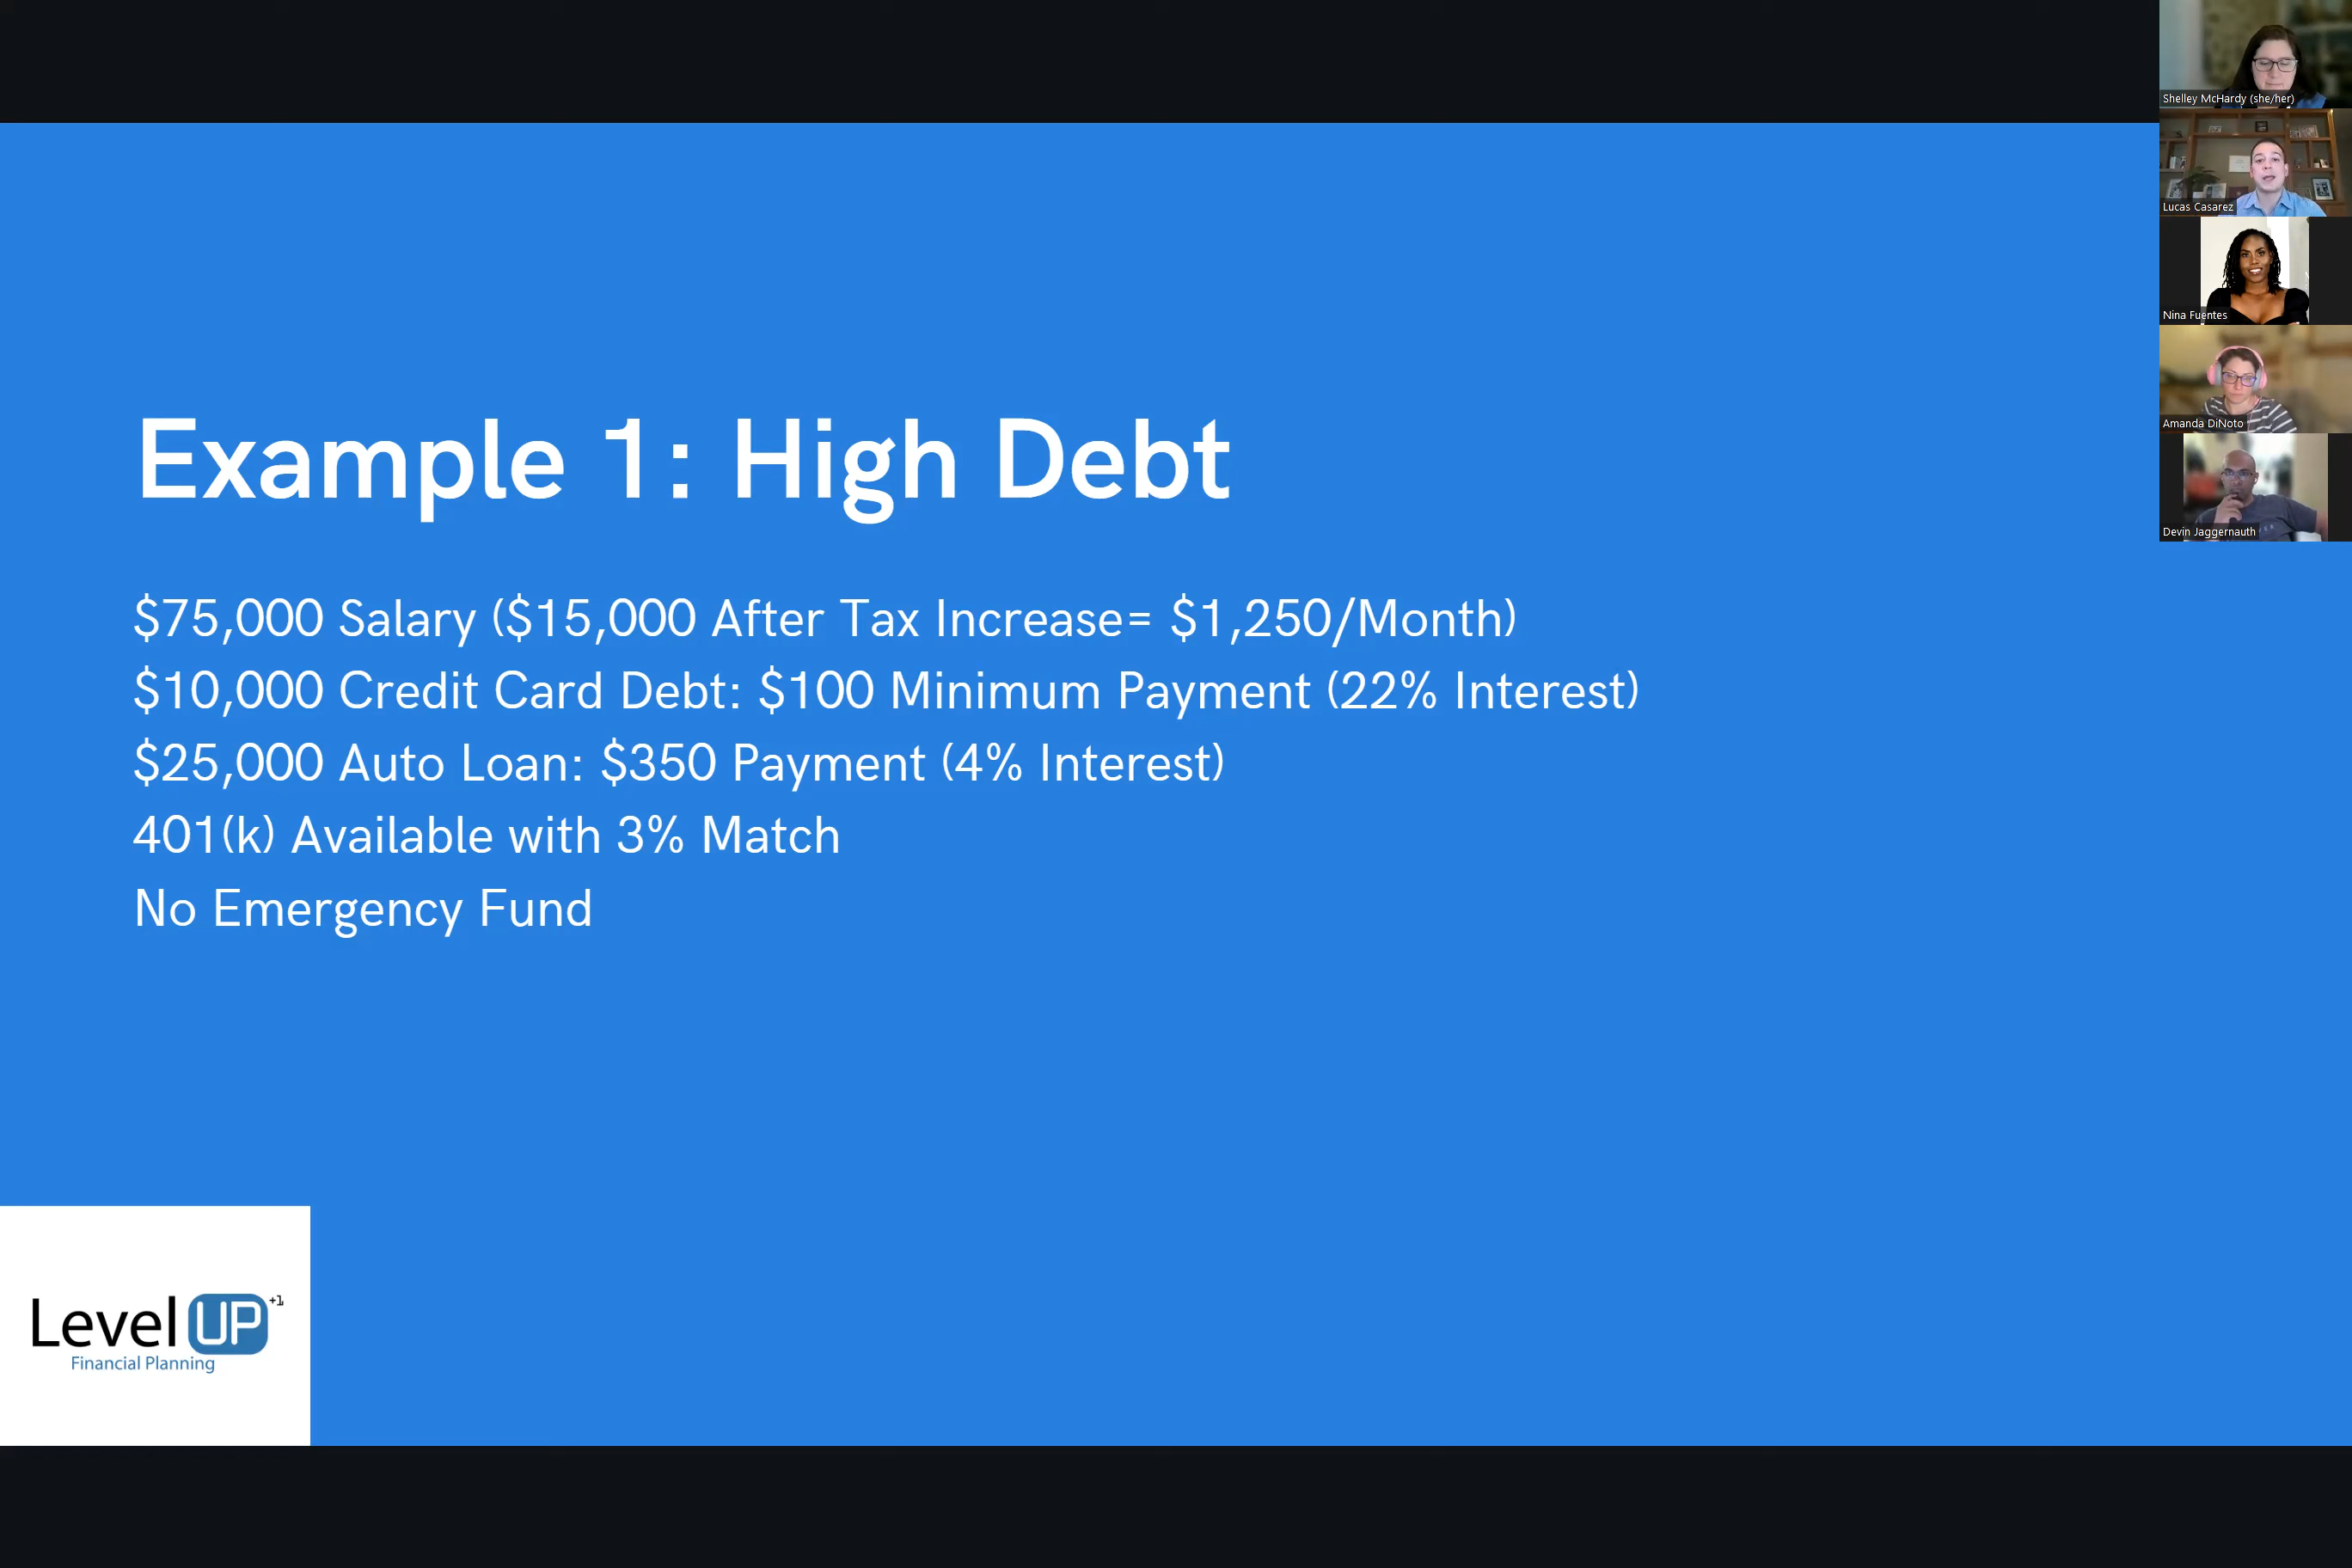 Example 1: High Debt
$75,000 Salary ($15,000 After Tax Increase= $1,250/Month)
$10,000 Credit Card Debt: $100 Minimum Payment (22% Interest)
$25,000 Auto Loan: $350 Payment (4% Interest)
401(k) Available with 3% Match
No Emergency Fund
Level UP +1
Financial Planning
Shelley McHardy (she/her)
Lucas Casarez
Nina Fuentes
Amanda DiNoto
Devin Jaggernauth